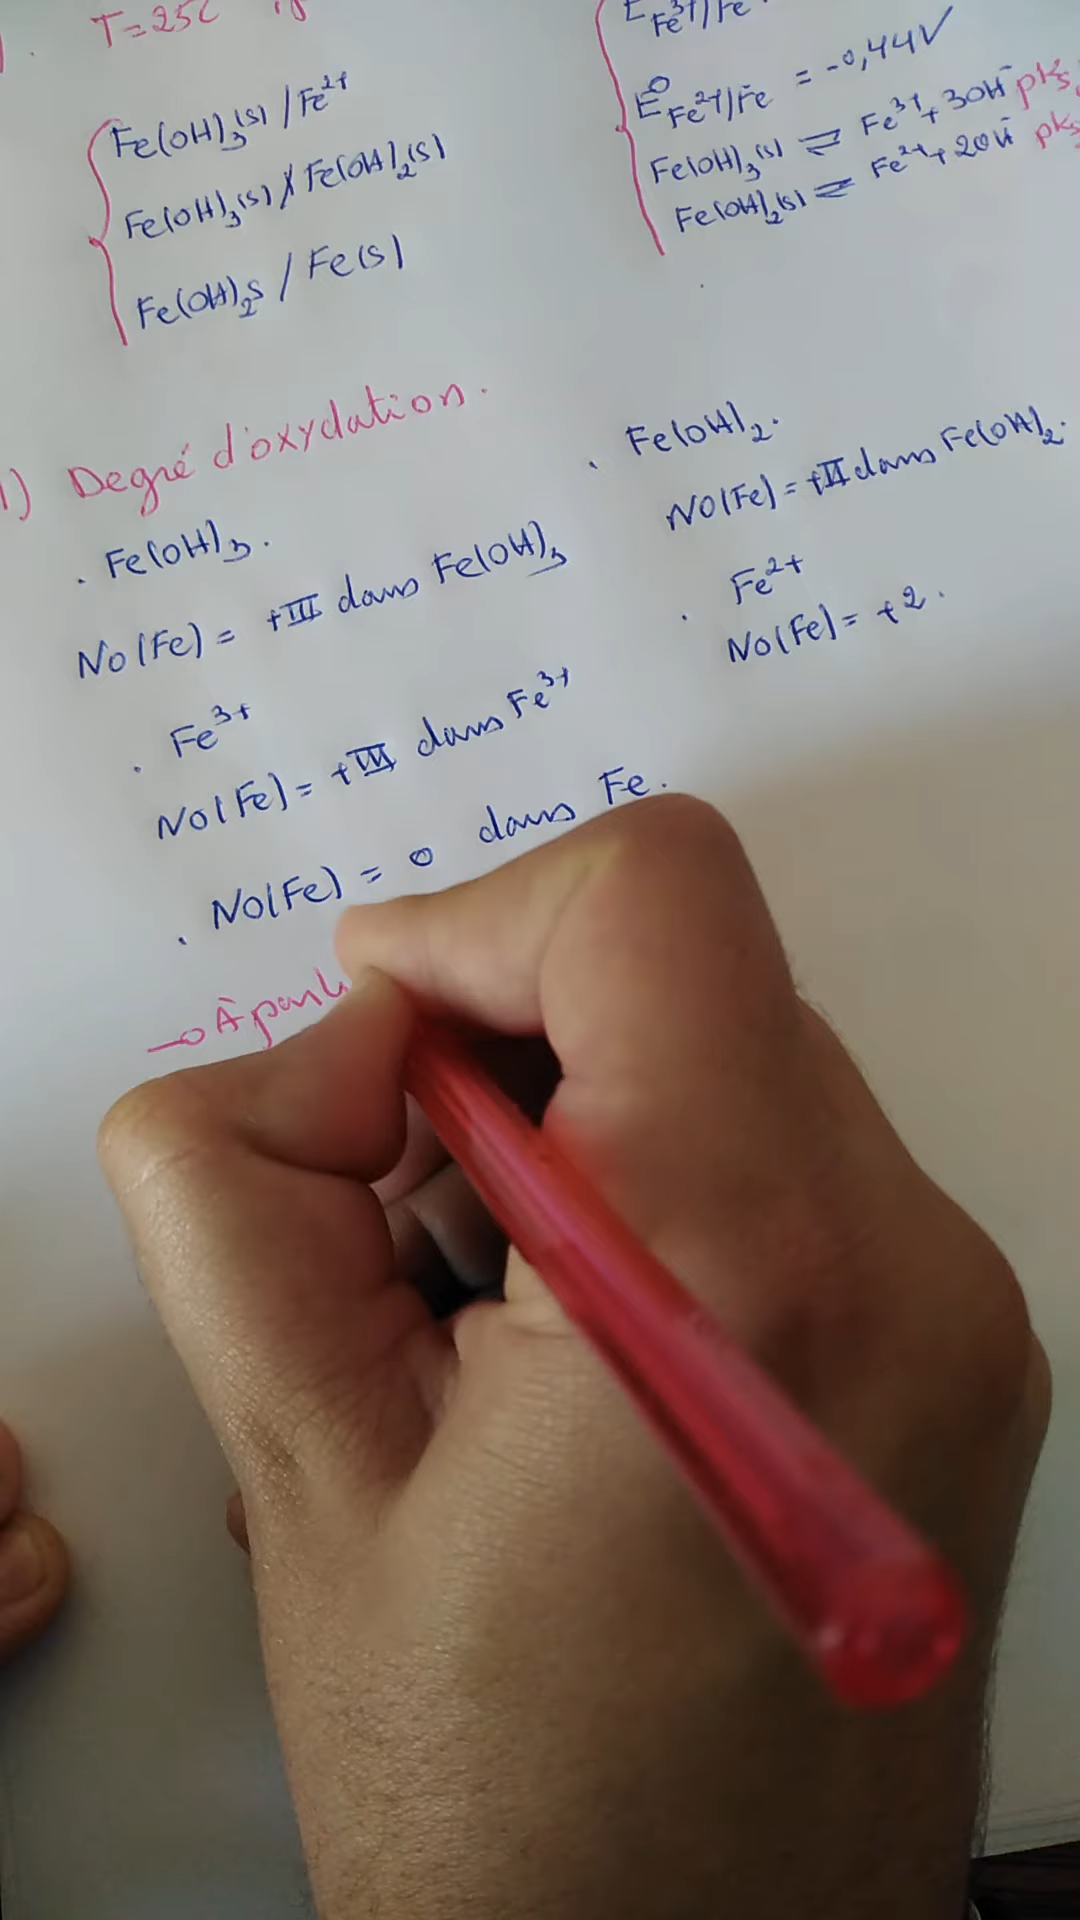 T=25C
Fe(OH)₃(s) / Fe²⁺
Fe(OH)₃(s) / Fe(OH)₂(s)
Fe(OH)₂s / Fe(s)
E Fe³⁺/Fe
E⁰ Fe²⁺/Fe = -0,44V
Fe(OH)₃(s) ⇌ Fe³⁺+ 3OH⁻ pks
Fe(OH)₂(s) ⇌ Fe²⁺+ 2OH⁻ pks
1) Degré d'oxydation.
. Fe(OH)₃.
No(Fe) = +III dans Fe(OH)₃
. Fe³⁺
No(Fe) = +III dans Fe³⁺
. No(Fe) = 0 dans Fe.
. Fe(OH)₂.
No(Fe) = +II dans Fe(OH)₂.
. Fe²⁺
No(Fe) = +2.
→ À